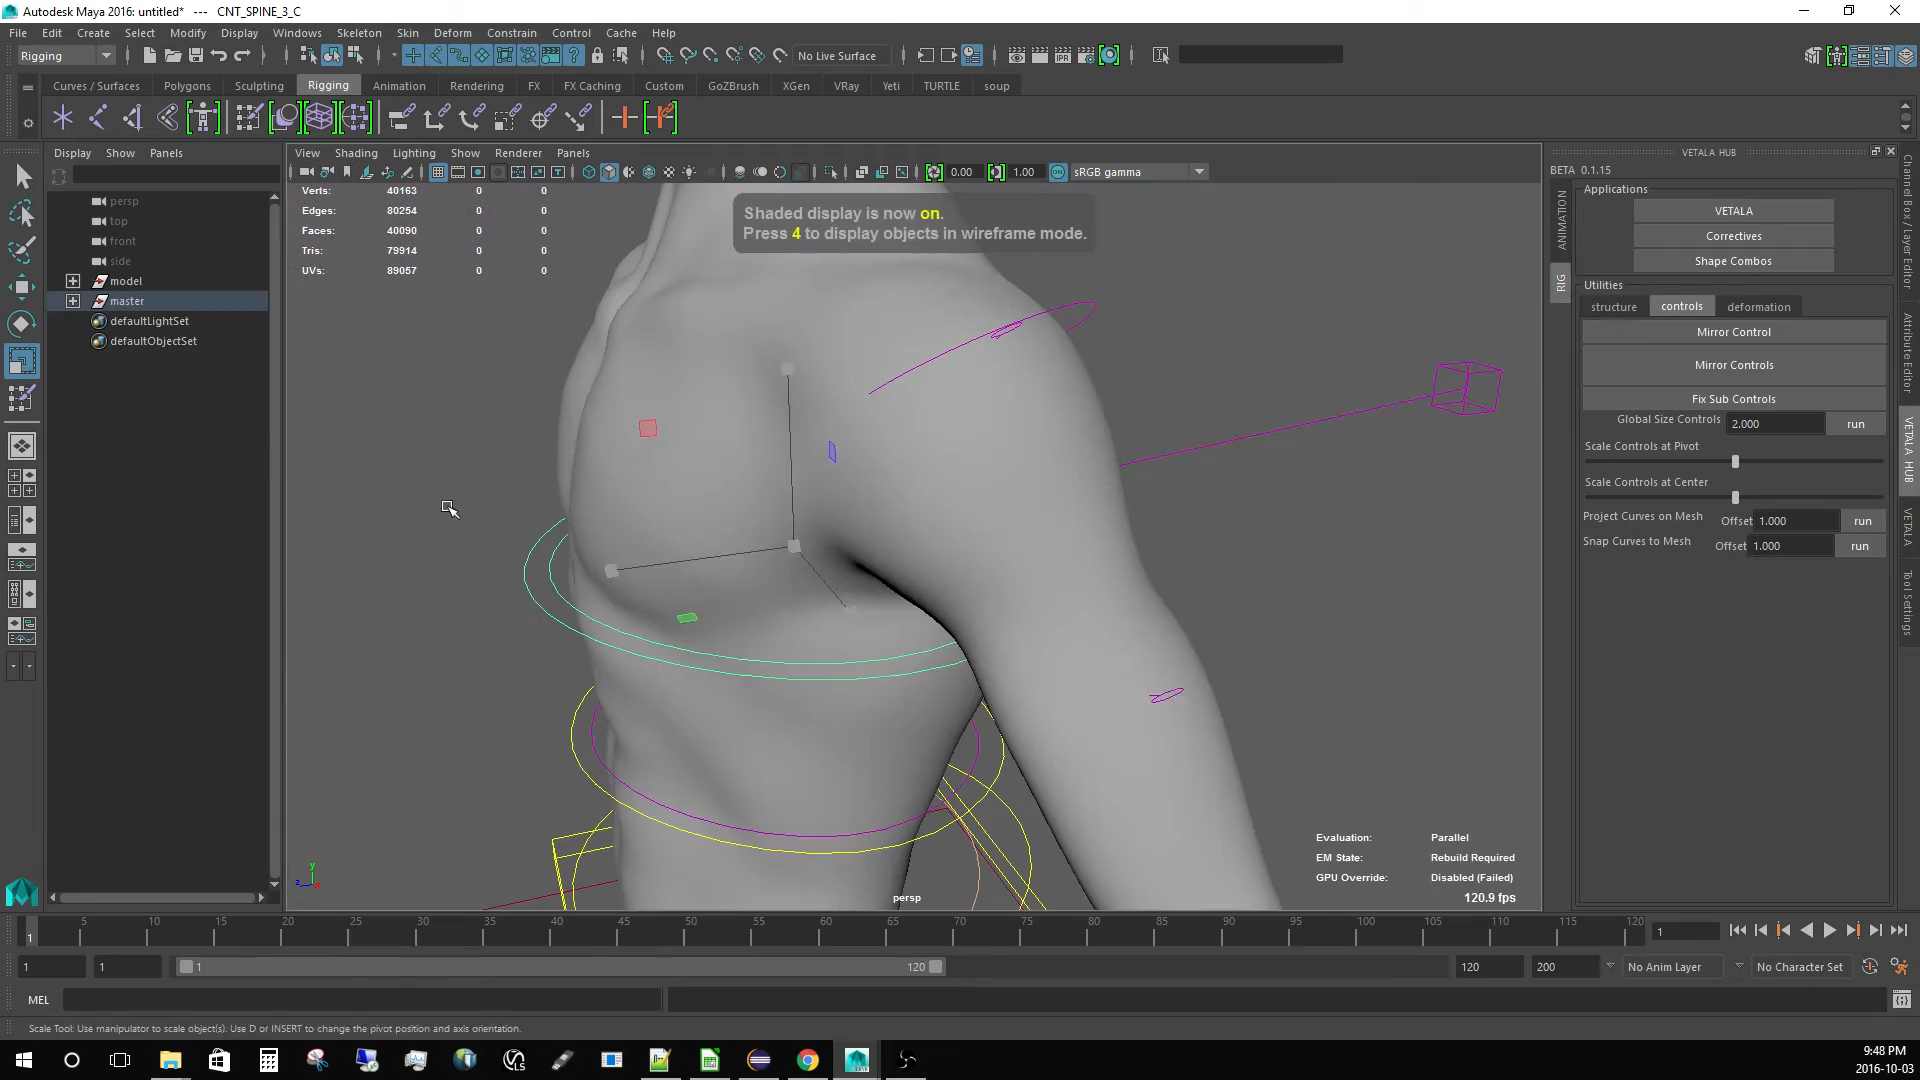 Autodesk Maya 2016: untitled*   ---   CNT_SPINE_3_C
File Edit Create Select Modify Display Windows Skeleton Skin Deform Constrain Control Cache Help
Rigging
No Live Surface
Curves / Surfaces Polygons Sculpting Rigging Animation Rendering FX FX Caching Custom GoZBrush XGen VRay Yeti TURTLE soup
Display Show Panels
persp
top
front
side
model
master
defaultLightSet
defaultObjectSet
View Shading Lighting Show Renderer Panels
IPR
0.00 1.00 ON sRGB gamma
Verts: 40163 0 0
Edges: 80254 0 0
Faces: 40090 0 0
Tris: 79914 0 0
UVs: 89057 0 0
Shaded display is now on.
Press 4 to display objects in wireframe mode.
Evaluation: Parallel
EM State: Rebuild Required
GPU Override: Disabled (Failed)
120.9 fps
persp
y
z
x
VETALA HUB
BETA 0.1.15
ANIMATION
RIG
Applications
VETALA
Correctives
Shape Combos
Utilities
structure controls deformation
Mirror Control
Mirror Controls
Fix Sub Controls
Global Size Controls 2.000 run
Scale Controls at Pivot
Scale Controls at Center
Project Curves on Mesh Offset 1.000 run
Snap Curves to Mesh Offset 1.000 run
Channel Box / Layer Editor
Attribute Editor
VETALA HUB
VETALA
Tool Settings
1 5 10 15 20 25 30 35 40 45 50 55 60 65 70 75 80 85 90 95 100 105 110 115 120
1
1 1 1 120 120 200 No Anim Layer No Character Set
MEL
Scale Tool: Use manipulator to scale object(s). Use D or INSERT to change the pivot position and axis orientation.
9:48 PM
2016-10-03